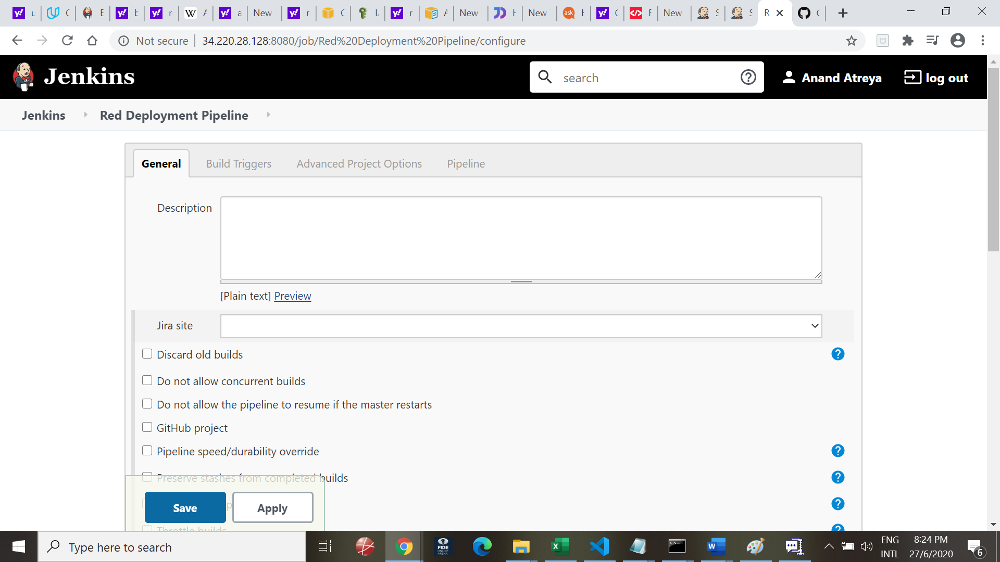 New
New
New
New
Not secure
34.220.28.128:8080/job/Red%20Deployment%20Pipeline/configure
Jenkins
search
Anand Atreya
log out
Jenkins
Red Deployment Pipeline
General
Build Triggers
Advanced Project Options
Pipeline
Description
[Plain text] Preview
Jira site
Discard old builds
Do not allow concurrent builds
Do not allow the pipeline to resume if the master restarts
GitHub project
Pipeline speed/durability override
Preserve stashes from completed builds
Save
Apply
Throttle builds
Type here to search
FIDE
ONLINE
ARENA
ENG
INTL
8:24 PM
27/6/2020
6